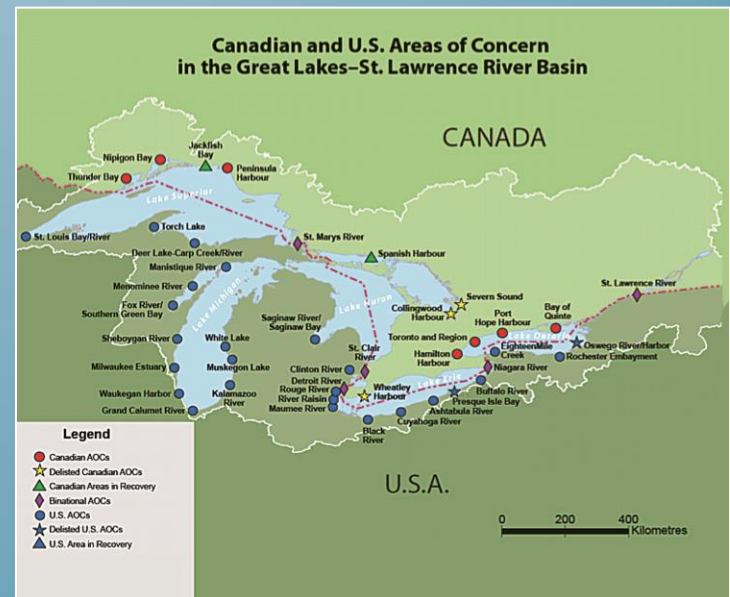 Canadian and U.S. Areas of Concern
in the Great Lakes–St. Lawrence River Basin
CANADA
Nipigon Bay
Jackfish
Bay
Thunder Bay
Peninsula
Harbour
Lake Superior
St. Louis Bay/River
Torch Lake
St. Marys River
Deer Lake-Carp Creek/River
Spanish Harbour
Manistique River
Menominee River
Lake Michigan
Lake Huron
St. Lawrence River
Severn Sound
Collingwood
Harbour
Fox River/
Southern Green Bay
Saginaw River/
Saginaw Bay
Port
Hope Harbour
Bay of
Quinte
Toronto and Region
Lake Ontario
Sheboygan River
White Lake
St. Clair
River
Hamilton
Harbour
EighteenMile
Creek
Oswego River/Harbor
Rochester Embayment
Milwaukee Estuary
Muskegon Lake
Clinton River
Detroit River
Rouge River
Wheatley
Harbour
Lake Erie
Niagara River
Waukegan Harbor
Kalamazoo
River
River Raisin
Maumee River
Buffalo River
Presque Isle Bay
Ashtabula River
Grand Calumet River
Black
River
Cuyahoga River
U.S.A.
Legend
Canadian AOCs
Delisted Canadian AOCs
Canadian Areas in Recovery
Binational AOCs
U.S. AOCs
Delisted U.S. AOCs
U.S. Area in Recovery
0 200 400
Kilometres